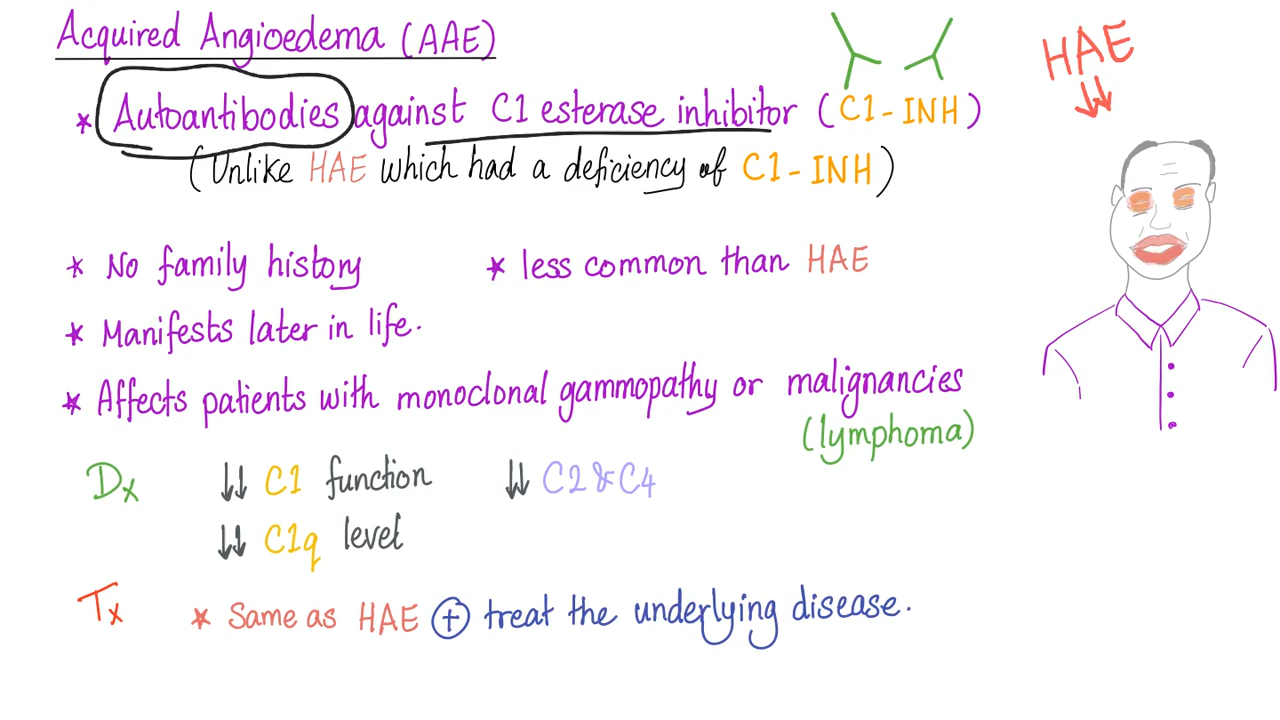 Acquired Angioedema (AAE)
HAE
* Autoantibodies against C1 esterase inhibitor (C1-INH)
(Unlike HAE which had a deficiency of C1-INH)
* No family history
* less common than HAE
* Manifests later in life.
* Affects patients with monoclonal gammopathy or malignancies
(lymphoma)
Dx ↓↓ C1 function ↓↓ C2 & C4
↓↓ C1q level
Tx * Same as HAE + treat the underlying disease.